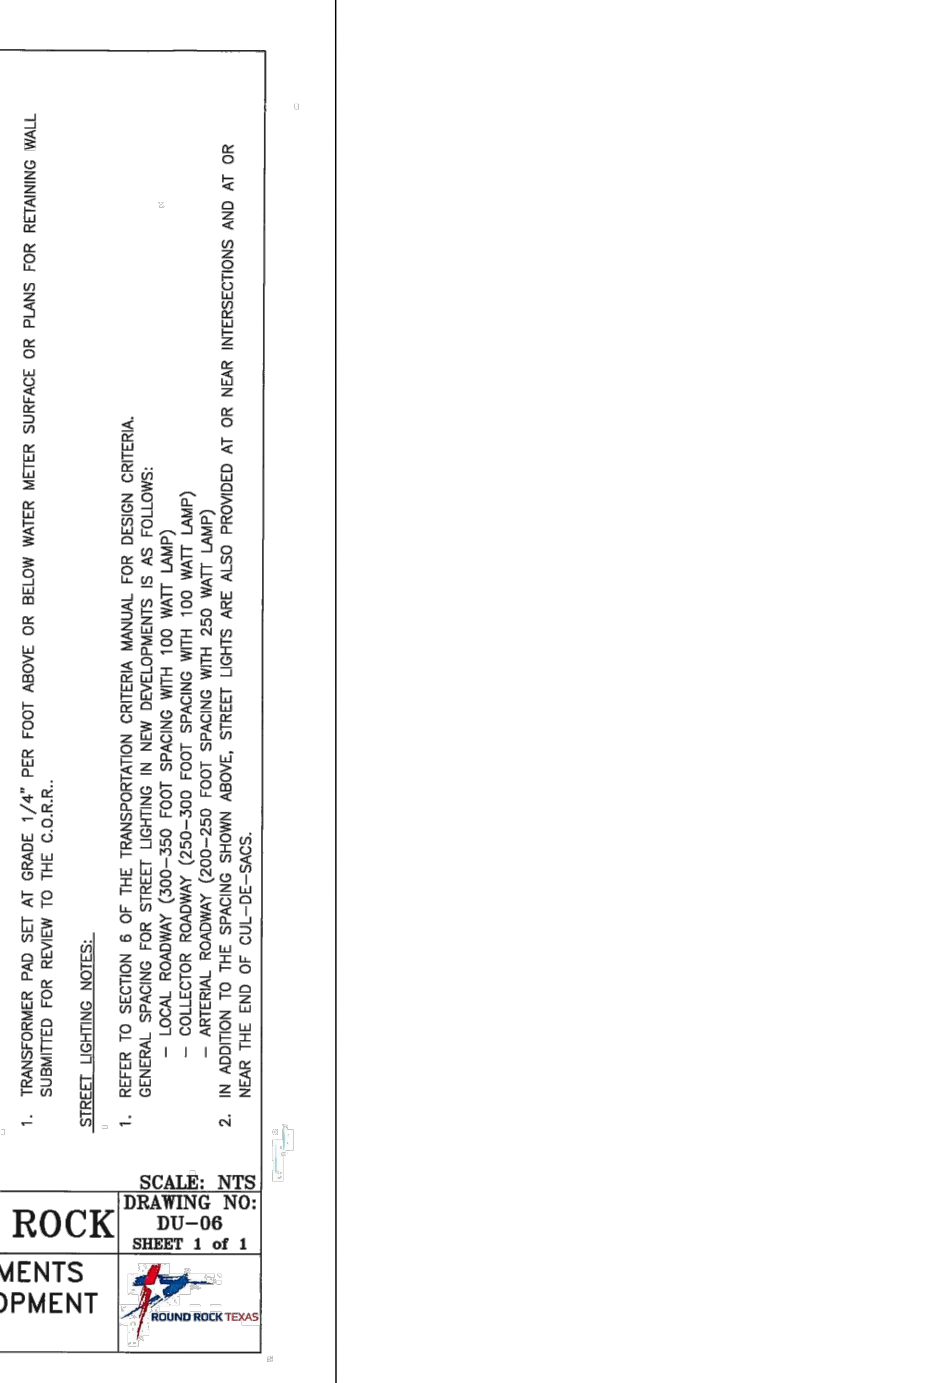 1. TRANSFORMER PAD SET AT GRADE 1/4" PER FOOT ABOVE OR BELOW WATER METER SURFACE OR PLANS FOR RETAINING WALL
SUBMITTED FOR REVIEW TO THE C.O.R.R..
STREET LIGHTING NOTES:
1. REFER TO SECTION 6 OF THE TRANSPORTATION CRITERIA MANUAL FOR DESIGN CRITERIA.
GENERAL SPACING FOR STREET LIGHTING IN NEW DEVELOPMENTS IS AS FOLLOWS:
– LOCAL ROADWAY (300–350 FOOT SPACING WITH 100 WATT LAMP)
– COLLECTOR ROADWAY (250–300 FOOT SPACING WITH 100 WATT LAMP)
– ARTERIAL ROADWAY (200–250 FOOT SPACING WITH 250 WATT LAMP)
2. IN ADDITION TO THE SPACING SHOWN ABOVE, STREET LIGHTS ARE ALSO PROVIDED AT OR NEAR INTERSECTIONS AND AT OR
NEAR THE END OF CUL–DE–SACS.
SCALE: NTS
ROCK
DRAWING NO:
DU–06
SHEET 1 of 1
MENTS
OPMENT
ROUND ROCK TEXAS